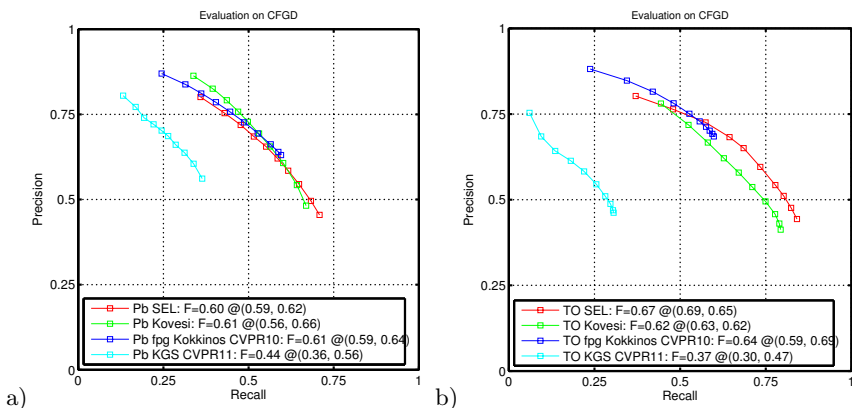 Evaluation on CFGD
1
0.75
0.5
0.25
0
0
0.25
0.5
0.75
1
Precision
Recall
Pb SEL: F=0.60 @(0.59, 0.62)
Pb Kovesi: F=0.61 @(0.56, 0.66)
Pb fpg Kokkinos CVPR10: F=0.61 @(0.59, 0.64)
Pb KGS CVPR11: F=0.44 @(0.36, 0.56)
a)
Evaluation on CFGD
1
0.75
0.5
0.25
0
0
0.25
0.5
0.75
1
Precision
Recall
TO SEL: F=0.67 @(0.69, 0.65)
TO Kovesi: F=0.62 @(0.63, 0.62)
TO fpg Kokkinos CVPR10: F=0.64 @(0.59, 0.69)
TO KGS CVPR11: F=0.37 @(0.30, 0.47)
b)